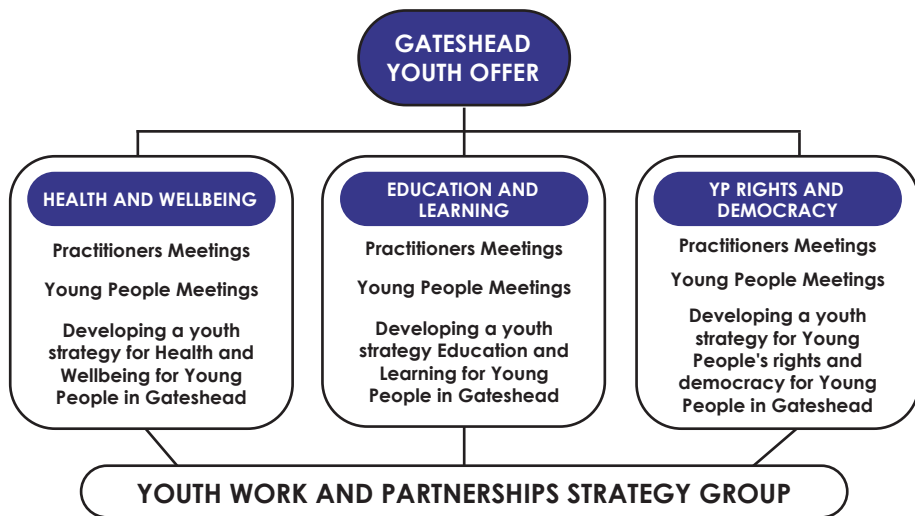 GATESHEAD
YOUTH OFFER
HEALTH AND WELLBEING
Practitioners Meetings
Young People Meetings
Developing a youth
strategy for Health and
Wellbeing for Young
People in Gateshead
EDUCATION AND
LEARNING
Practitioners Meetings
Young People Meetings
Developing a youth
strategy Education and
Learning for Young
People in Gateshead
YP RIGHTS AND
DEMOCRACY
Practitioners Meetings
Young People Meetings
Developing a youth
strategy for Young
People's rights and
democracy for Young
People in Gateshead
YOUTH WORK AND PARTNERSHIPS STRATEGY GROUP